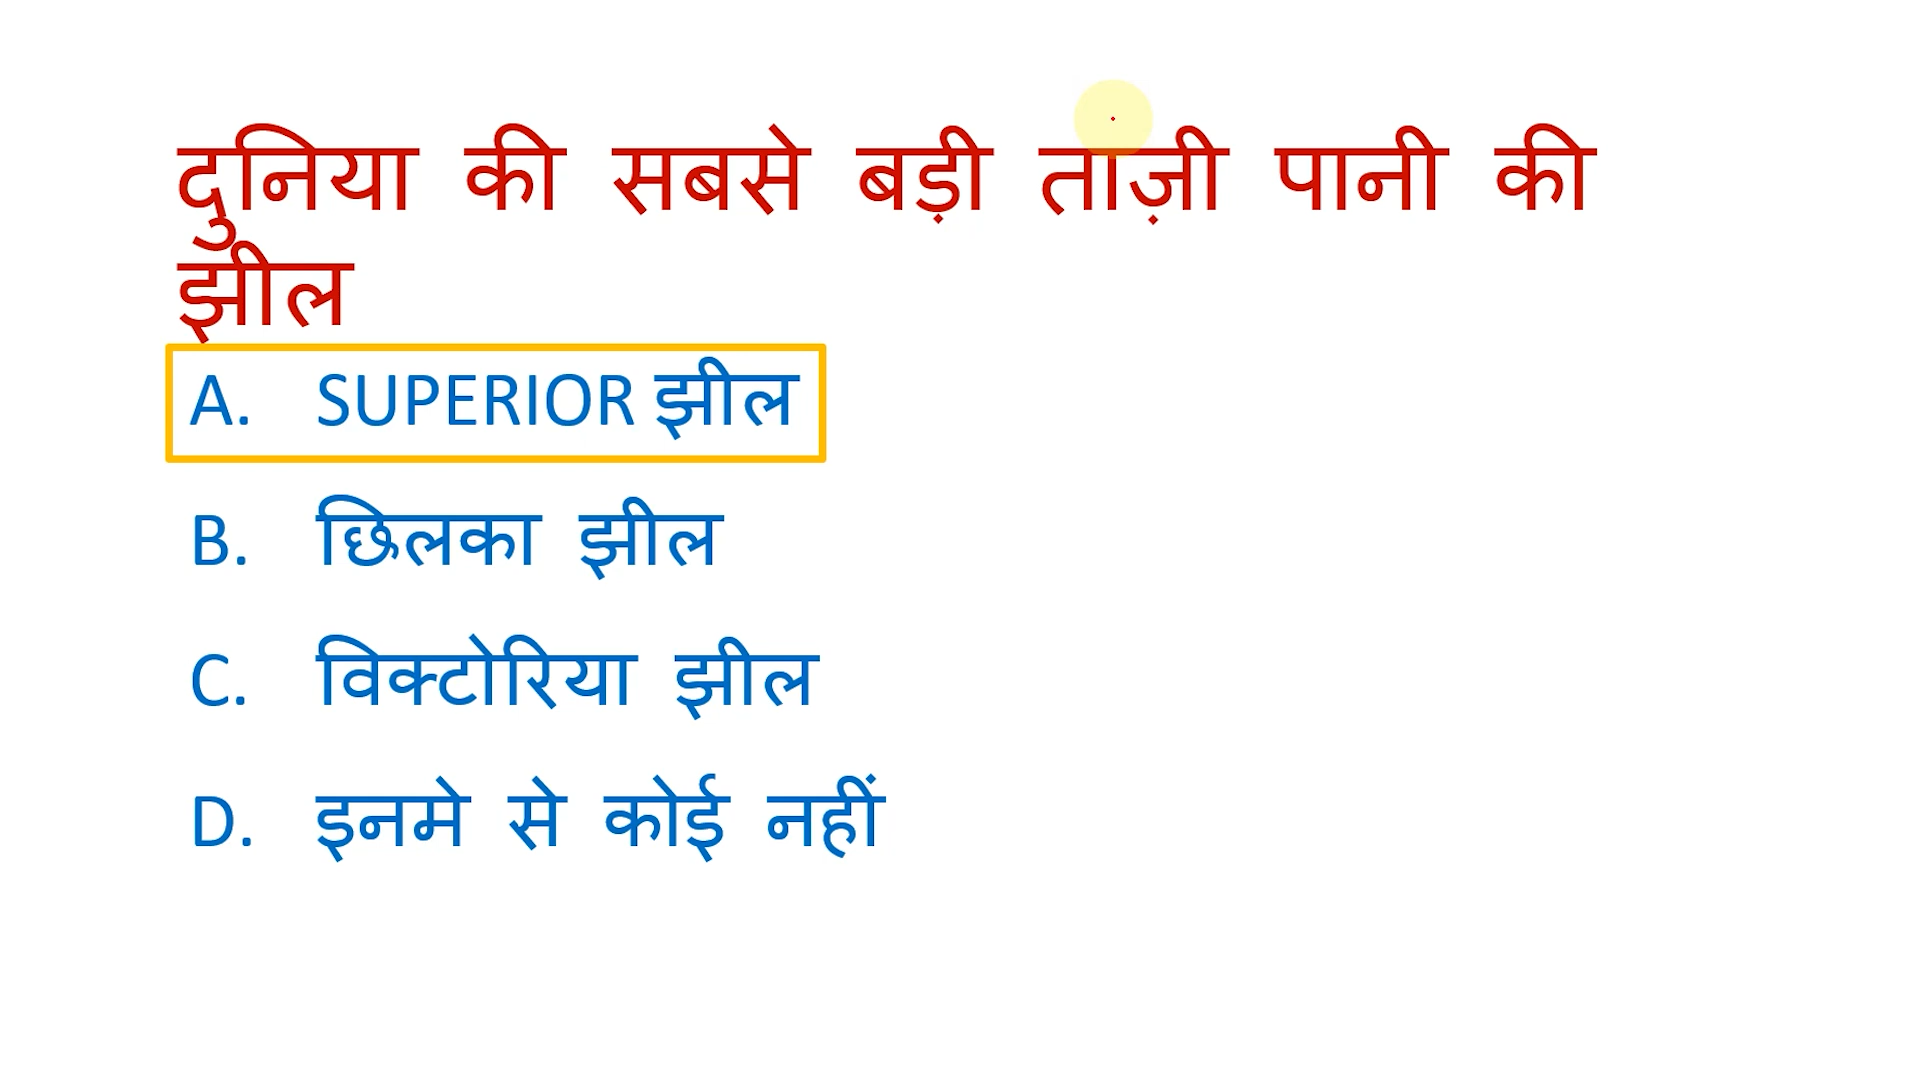 दुनिया की सबसे बड़ी ताज़ी पानी की
झील
A. SUPERIOR झील
B. छिलका झील
C. विक्टोरिया झील
D. इनमे से कोई नहीं